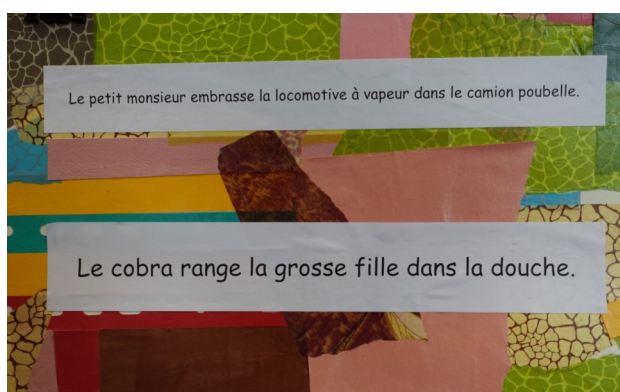 Le petit monsieur embrasse la locomotive à vapeur dans le camion poubelle.
Le cobra range la grosse fille dans la douche.